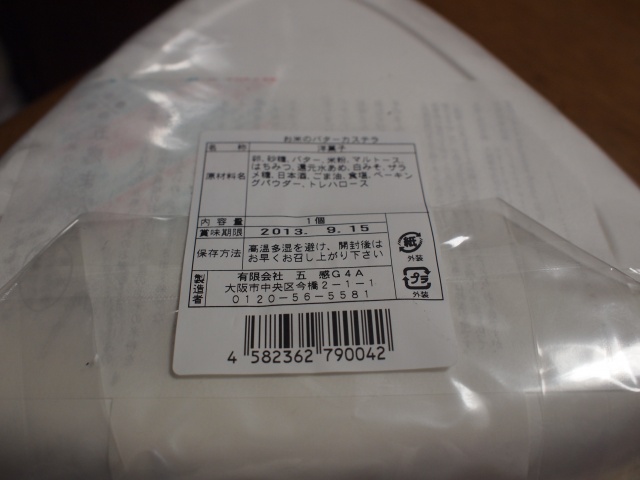 お米のバターカステラ
名 称 洋菓子
原材料名 卵、砂糖、バター、米粉、マルトース、
はちみつ、還元水あめ、白みそ、ザラ
メ糖、日本酒、ごま油、食塩、ベーキン
グパウダー、トレハロース
内 容 量 1個
賞味期限 2013. 9.15
保存方法 高温多湿を避け、開封後は
お早くお召し上がり下さい
製造者 有限会社 五 感G4A
大阪市中央区今橋2-1-1
0120-56-5581
紙
外装
プラ
外装
4 582362 790042